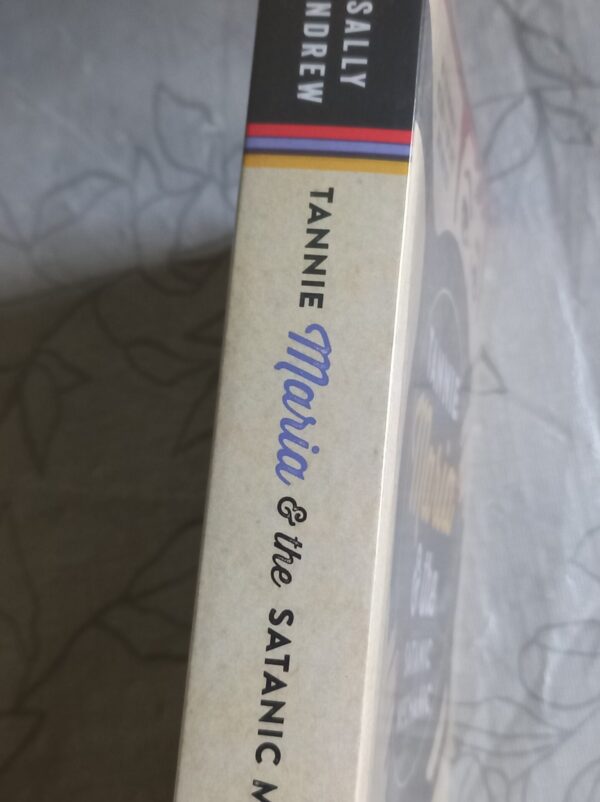 SALLY
NDREW
TANNIE Maria & the SATANIC M